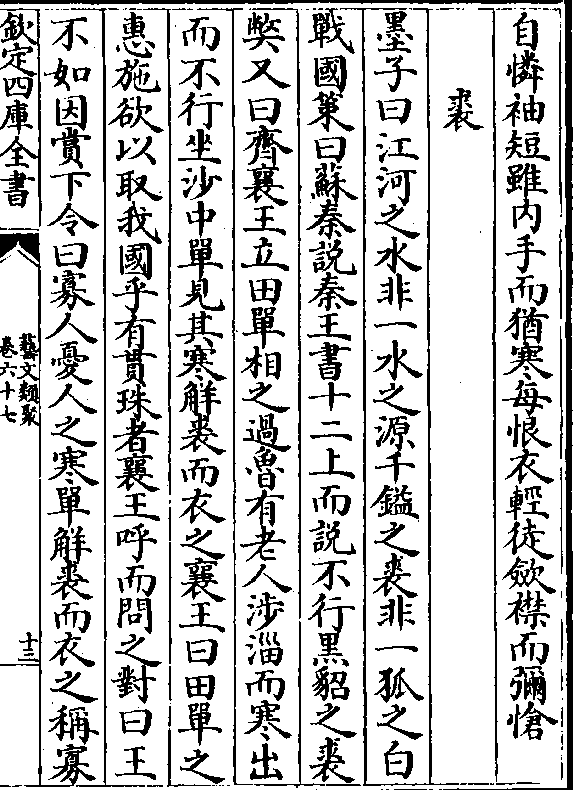 自憐袖短雖内手而猶寒每恨衣輕徒斂襟而彌愴
裘
墨子曰江河之水非一水之源千鎰之裘非一狐之白
戰國策曰蘇秦説秦王書十二上而説不行黑貂之裘
獘又曰齊襄王立田單相之過魯有老人涉淄而寒出
而不行坐沙中單見其寒解裘而衣之襄王曰田單之
惠施欲以取我國乎有貫珠者襄王呼而問之對曰王
不如因賞下令曰寡人憂人之寒單解裘而衣之稱寡
欽定四庫全書
藝文類聚
卷六十七
十三